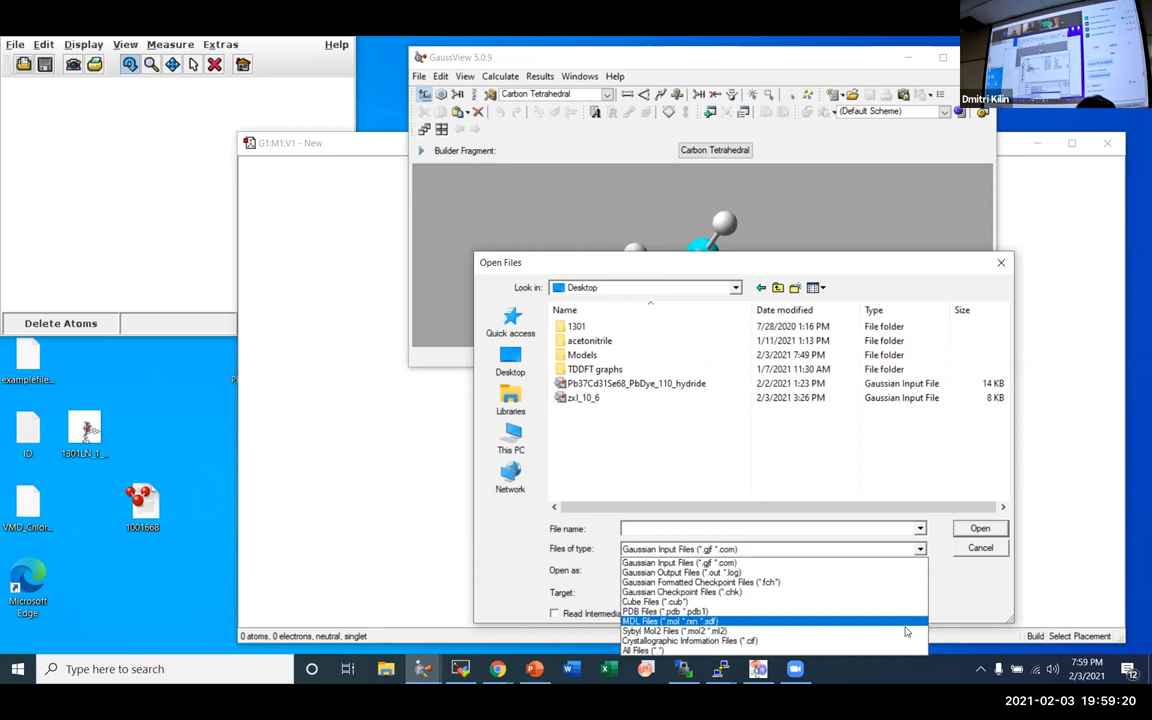 File Edit Display View Measure Extras Help
Delete Atoms
GaussView 5.0.9
File Edit View Calculate Results Windows Help
Carbon Tetrahedral
(Default Scheme)
Builder Fragment: Carbon Tetrahedral
G1:M1:V1 - New
Dmitri Kilin
Open Files
Look in: Desktop
Quick access
Desktop
Libraries
This PC
Network
Name Date modified Type Size
1301 7/28/2020 1:16 PM File folder
acetonitrile 1/11/2021 1:13 PM File folder
Models 2/3/2021 7:49 PM File folder
TDDFT graphs 1/7/2021 11:30 AM File folder
Pb37Cd31Se68_PbDye_110_hydride 2/2/2021 1:23 PM Gaussian Input File 14 KB
zxl_10_6 2/3/2021 3:26 PM Gaussian Input File 8 KB
File name: Open
Files of type: Gaussian Input Files (*.gjf *.com) Cancel
Open as:
Target:
Read Intermedia
Gaussian Input Files (*.gjf *.com)
Gaussian Output Files (*.out *.log)
Gaussian Formatted Checkpoint Files (*.fch*)
Gaussian Checkpoint Files (*.chk)
Cube Files (*.cub*)
PDB Files (*.pdb *.pdb1)
MDL Files (*.mol *.rxn *.sdf)
Sybyl Mol2 Files (*.mol2 *.ml2)
Crystallographic Information Files (*.cif)
All Files (*.*)
examplefile...
ID
1301LN_1_...
VMD_Chlor...
1001668
Microsoft
Edge
0 atoms, 0 electrons, neutral, singlet
Build: Select Placement
Type here to search
7:59 PM
2/3/2021
12
2021-02-03 19:59:20